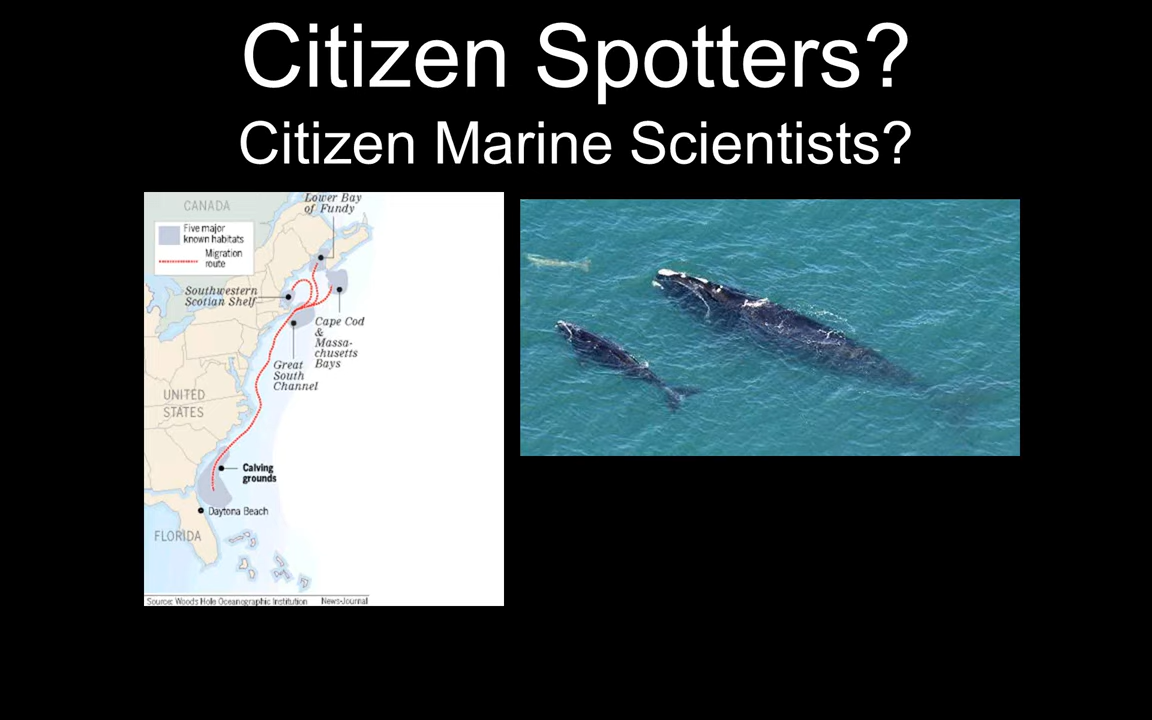 Citizen Spotters?
Citizen Marine Scientists?
Lower Bay
of Fundy
CANADA
Five major
known habitats
Migration
route
Southwestern
Scotian Shelf
Cape Cod
&
Massa-
chusetts
Bays
Great
South
Channel
UNITED
STATES
Calving
grounds
Daytona Beach
FLORIDA
Source: Woods Hole Oceanographic Institution News-Journal